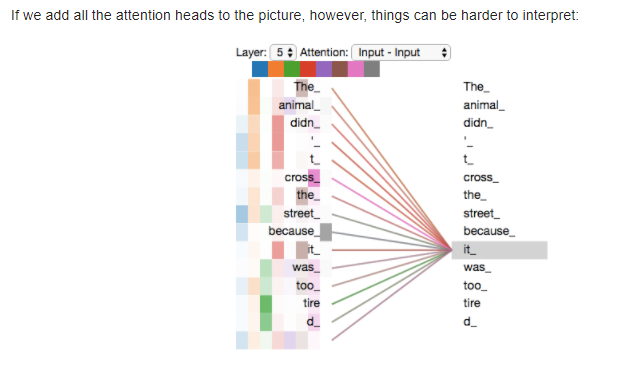 If we add all the attention heads to the picture, however, things can be harder to interpret:
Layer: 5 Attention: Input - Input
The_ The_
animal_ animal_
didn_ didn_
'_ '_
t_ t_
cross_ cross_
the_ the_
street_ street_
because_ because_
it_ it_
was_ was_
too_ too_
tire tire
d_ d_